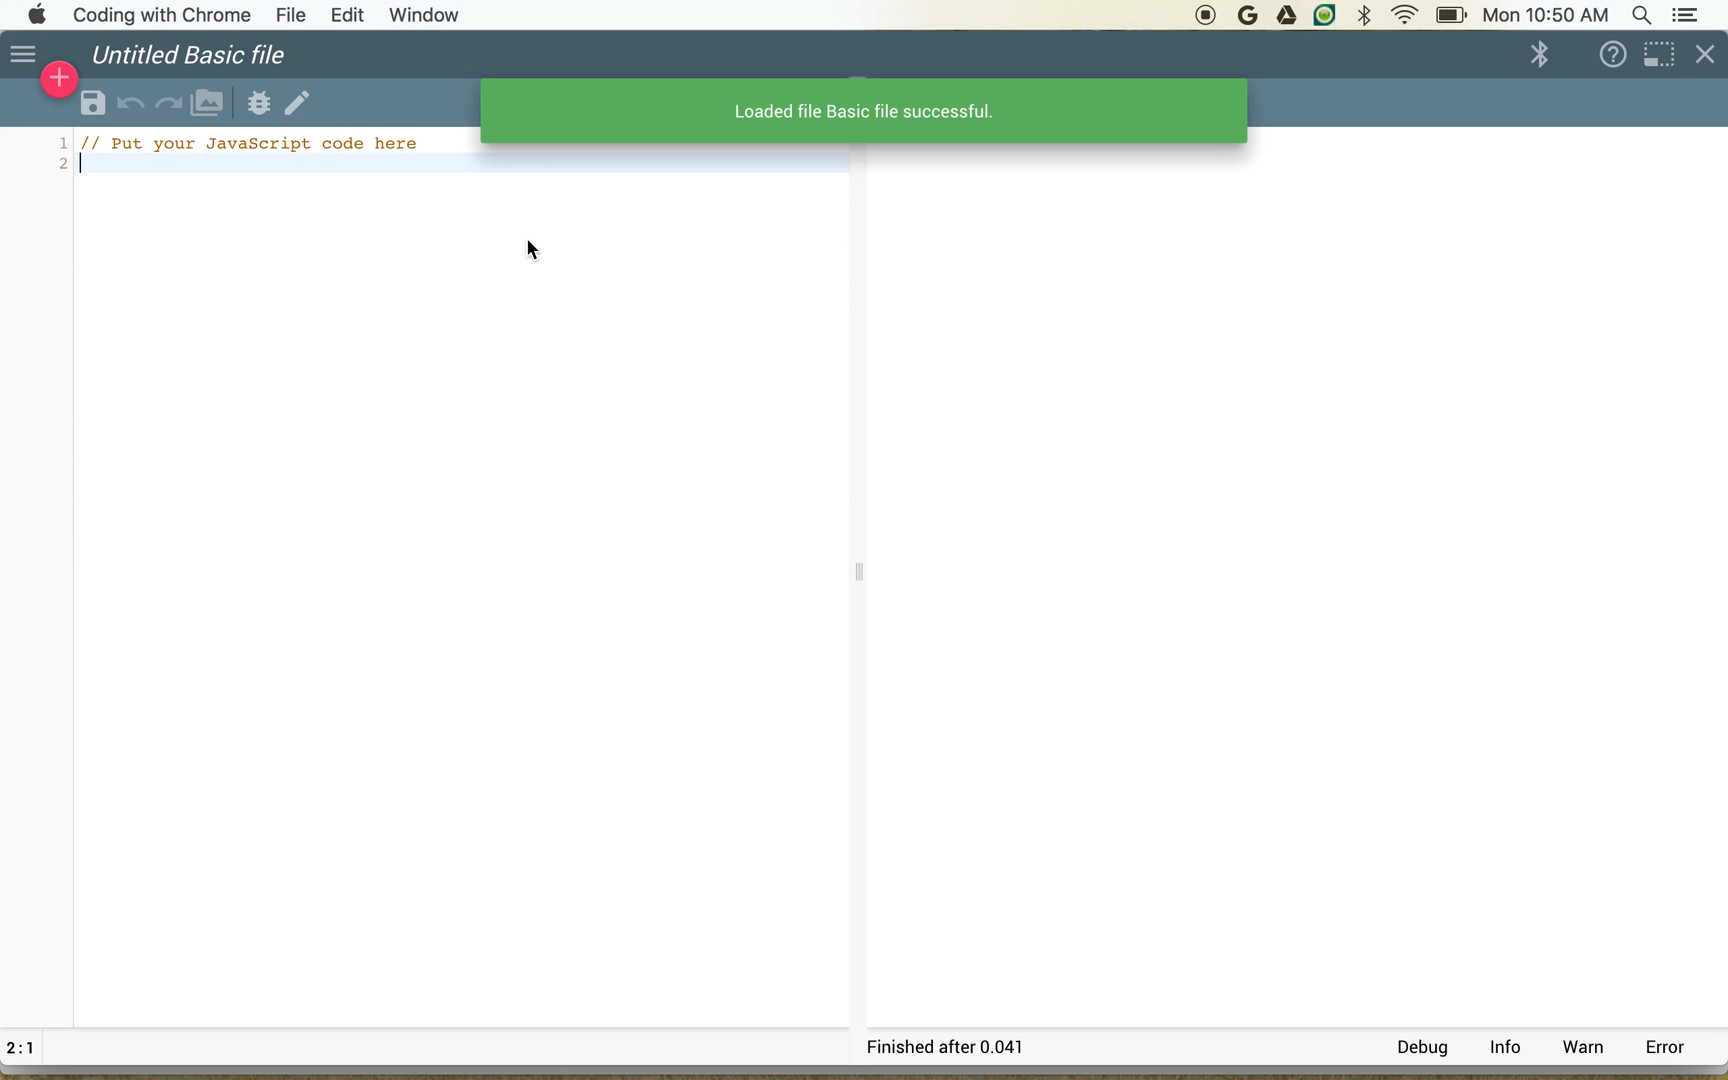 Coding with Chrome File Edit Window Mon 10:50 AM
Untitled Basic file
Loaded file Basic file successful.
1 // Put your JavaScript code here
2
2:1 Finished after 0.041 Debug Info Warn Error